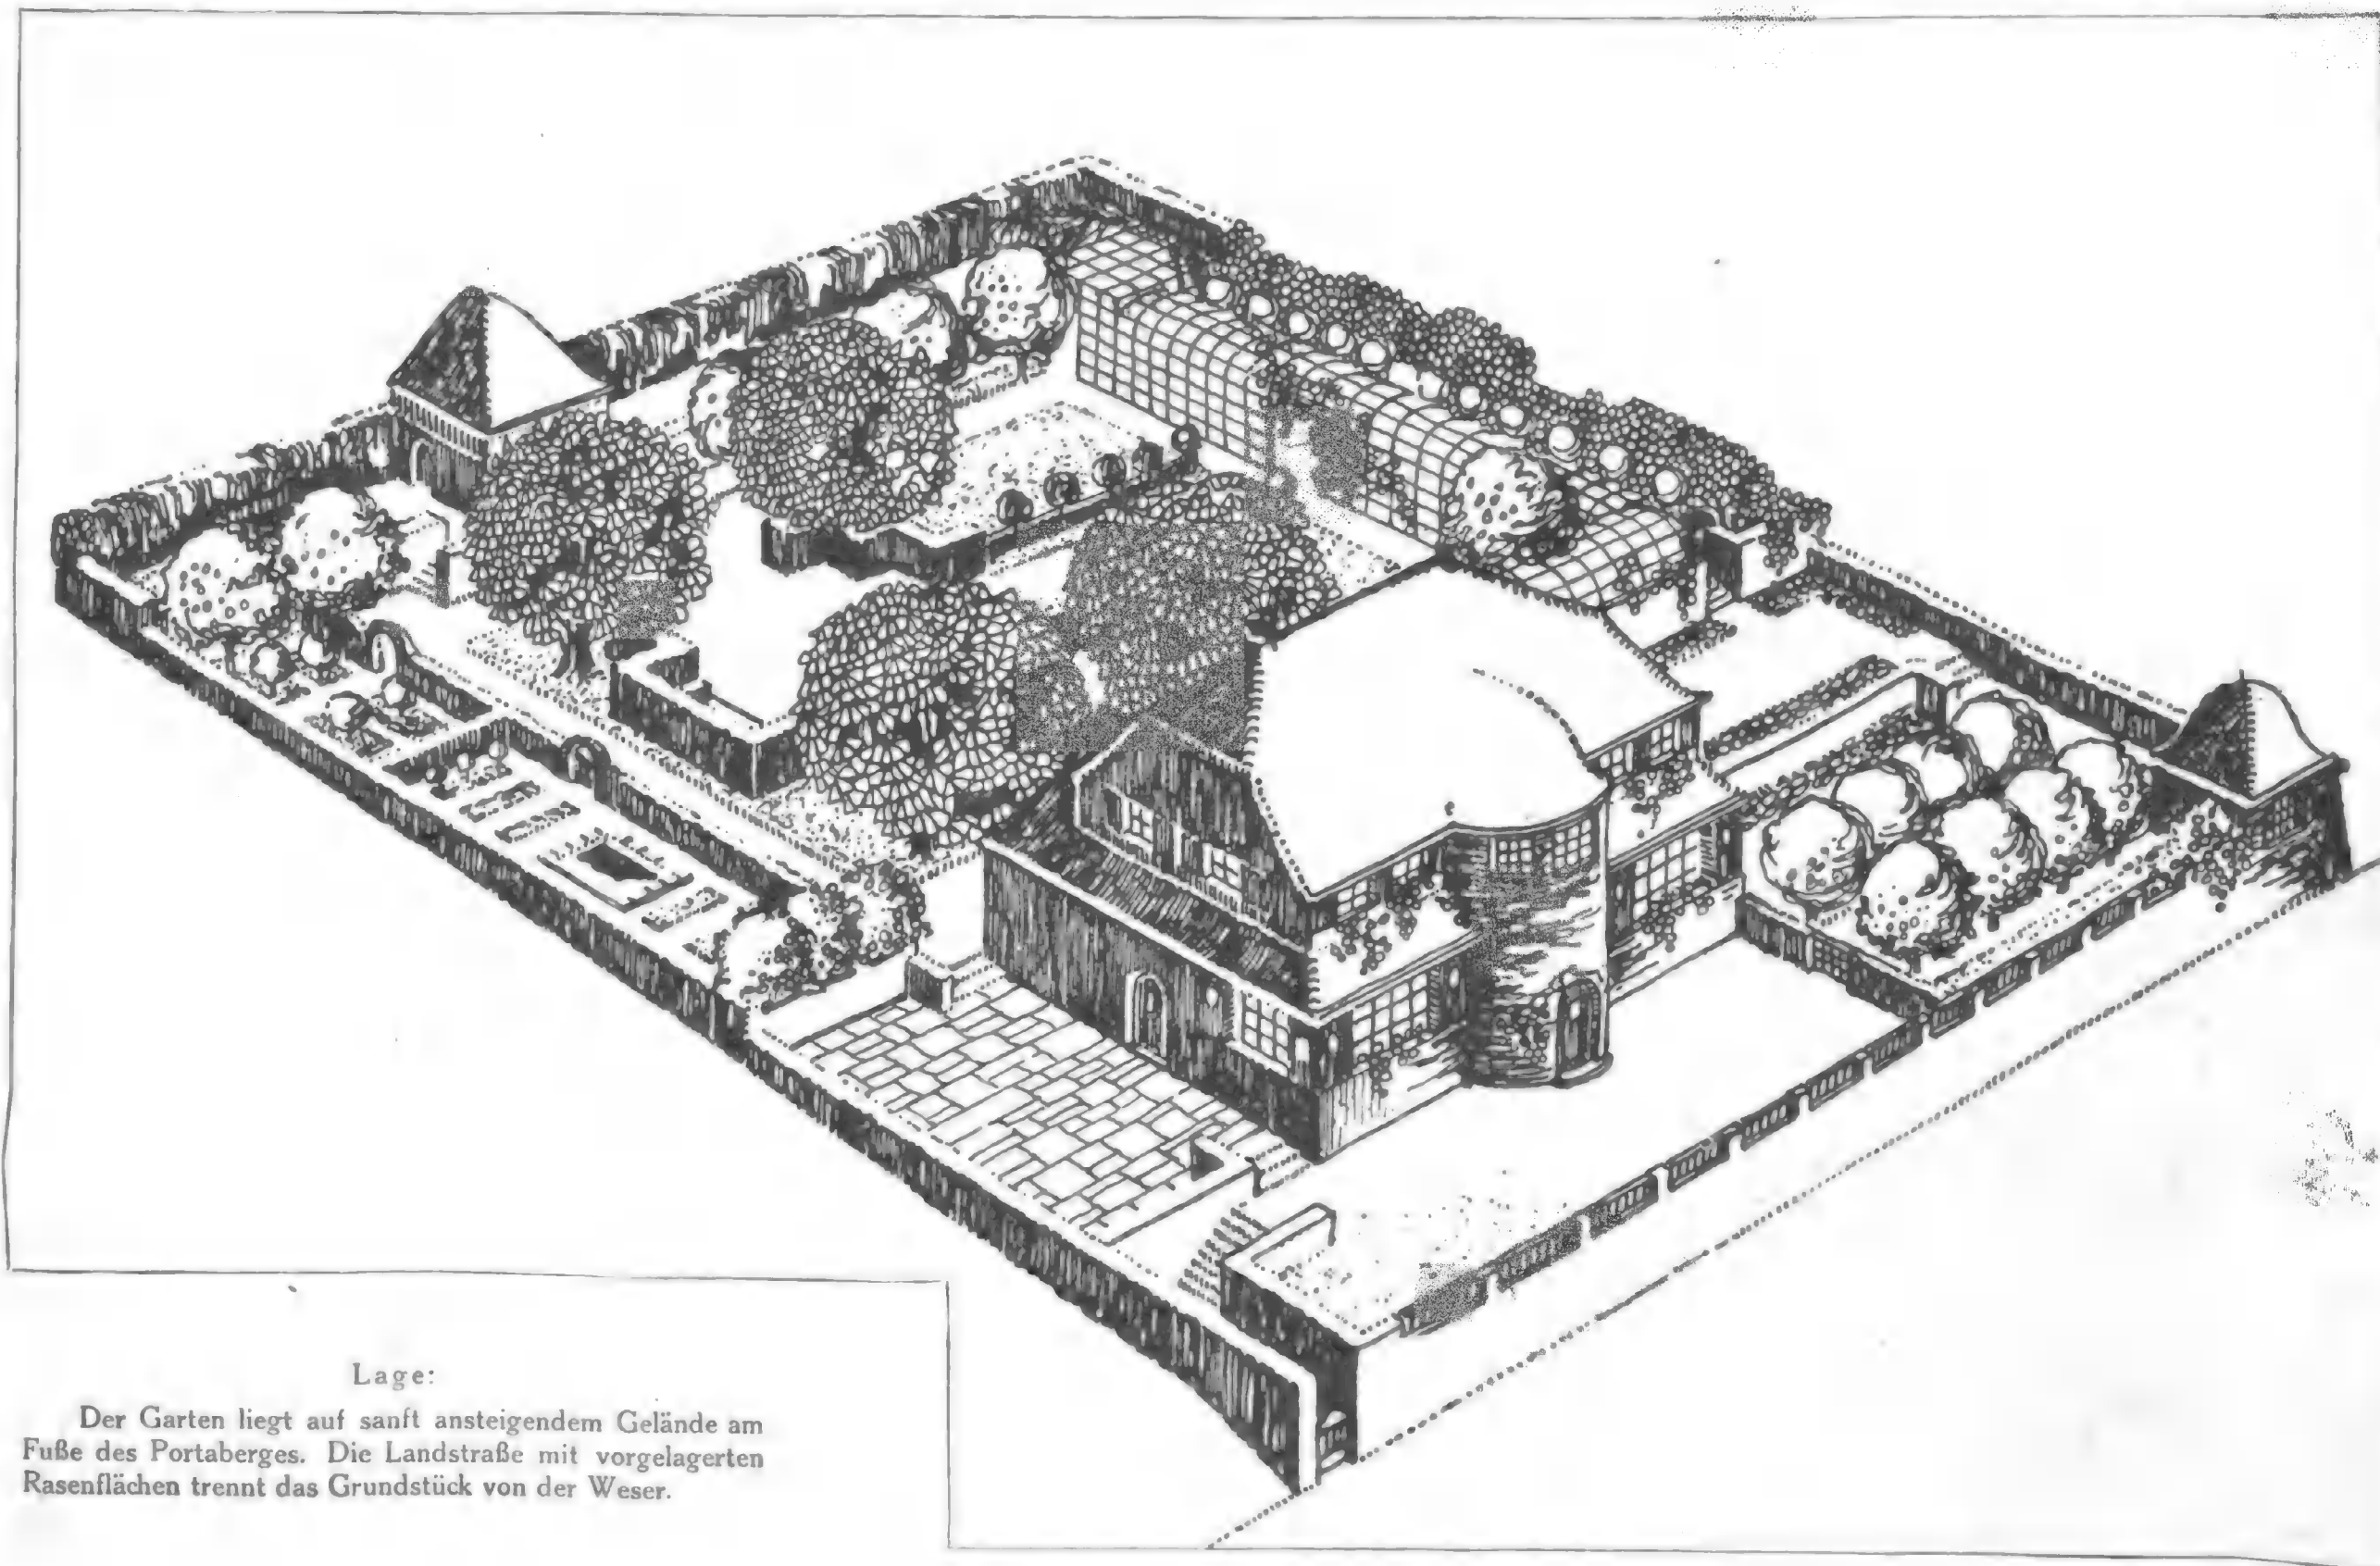 Lage:
Der Garten liegt auf sanft ansteigendem Gelände am
Fuße des Portaberges. Die Landstraße mit vorgelagerten
Rasenflächen trennt das Grundstück von der Weser.